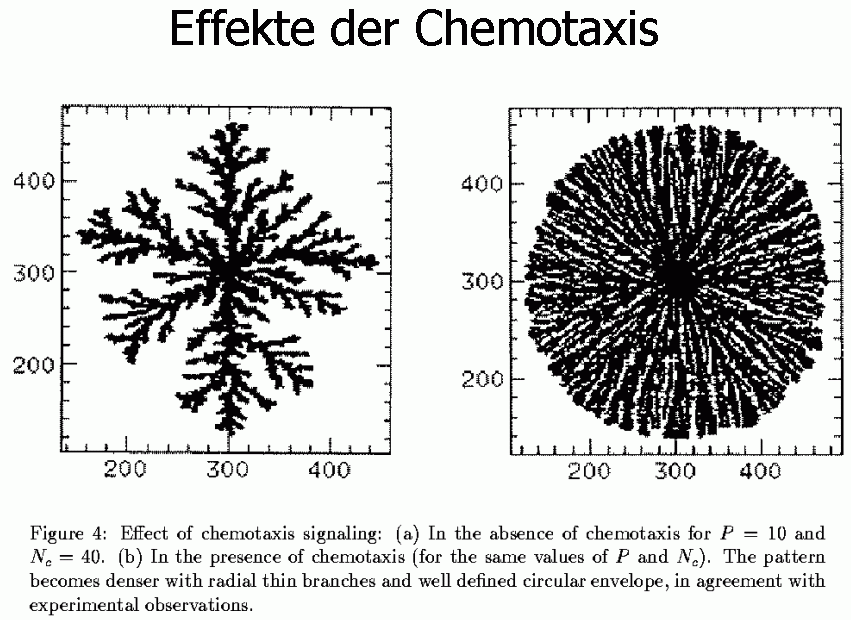 Effekte der Chemotaxis
400
300
200
200 300 400
400
300
200
200 300 400
Figure 4: Effect of chemotaxis signaling: (a) In the absence of chemotaxis for P = 10 and
N_c = 40. (b) In the presence of chemotaxis (for the same values of P and N_c). The pattern
becomes denser with radial thin branches and well defined circular envelope, in agreement with
experimental observations.